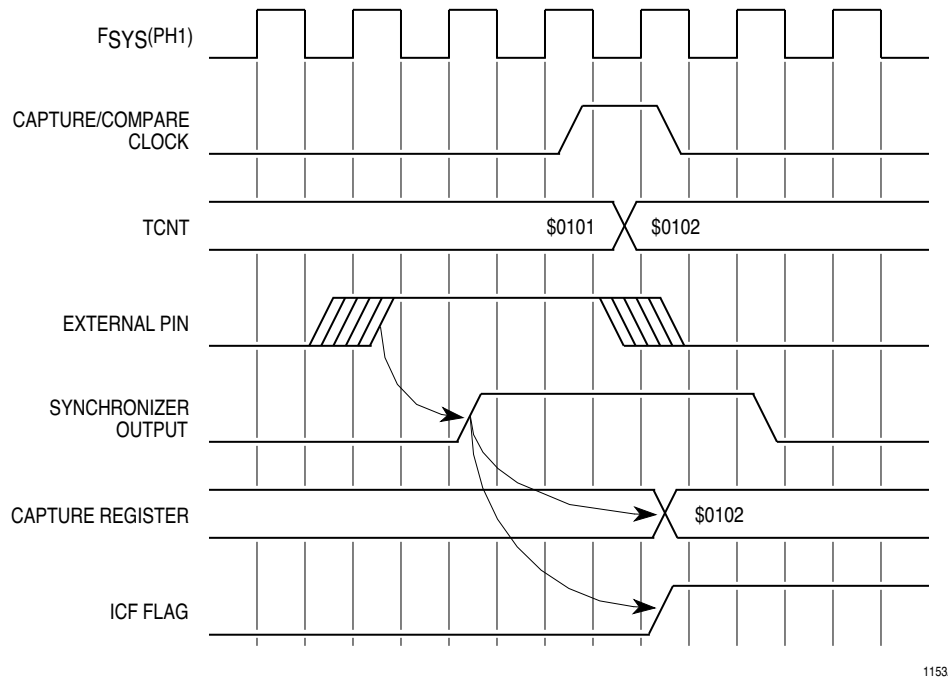 FSYS(PH1)
CAPTURE/COMPARE
CLOCK
TCNT
$0101
$0102
EXTERNAL PIN
SYNCHRONIZER
OUTPUT
CAPTURE REGISTER
$0102
ICF FLAG
1153